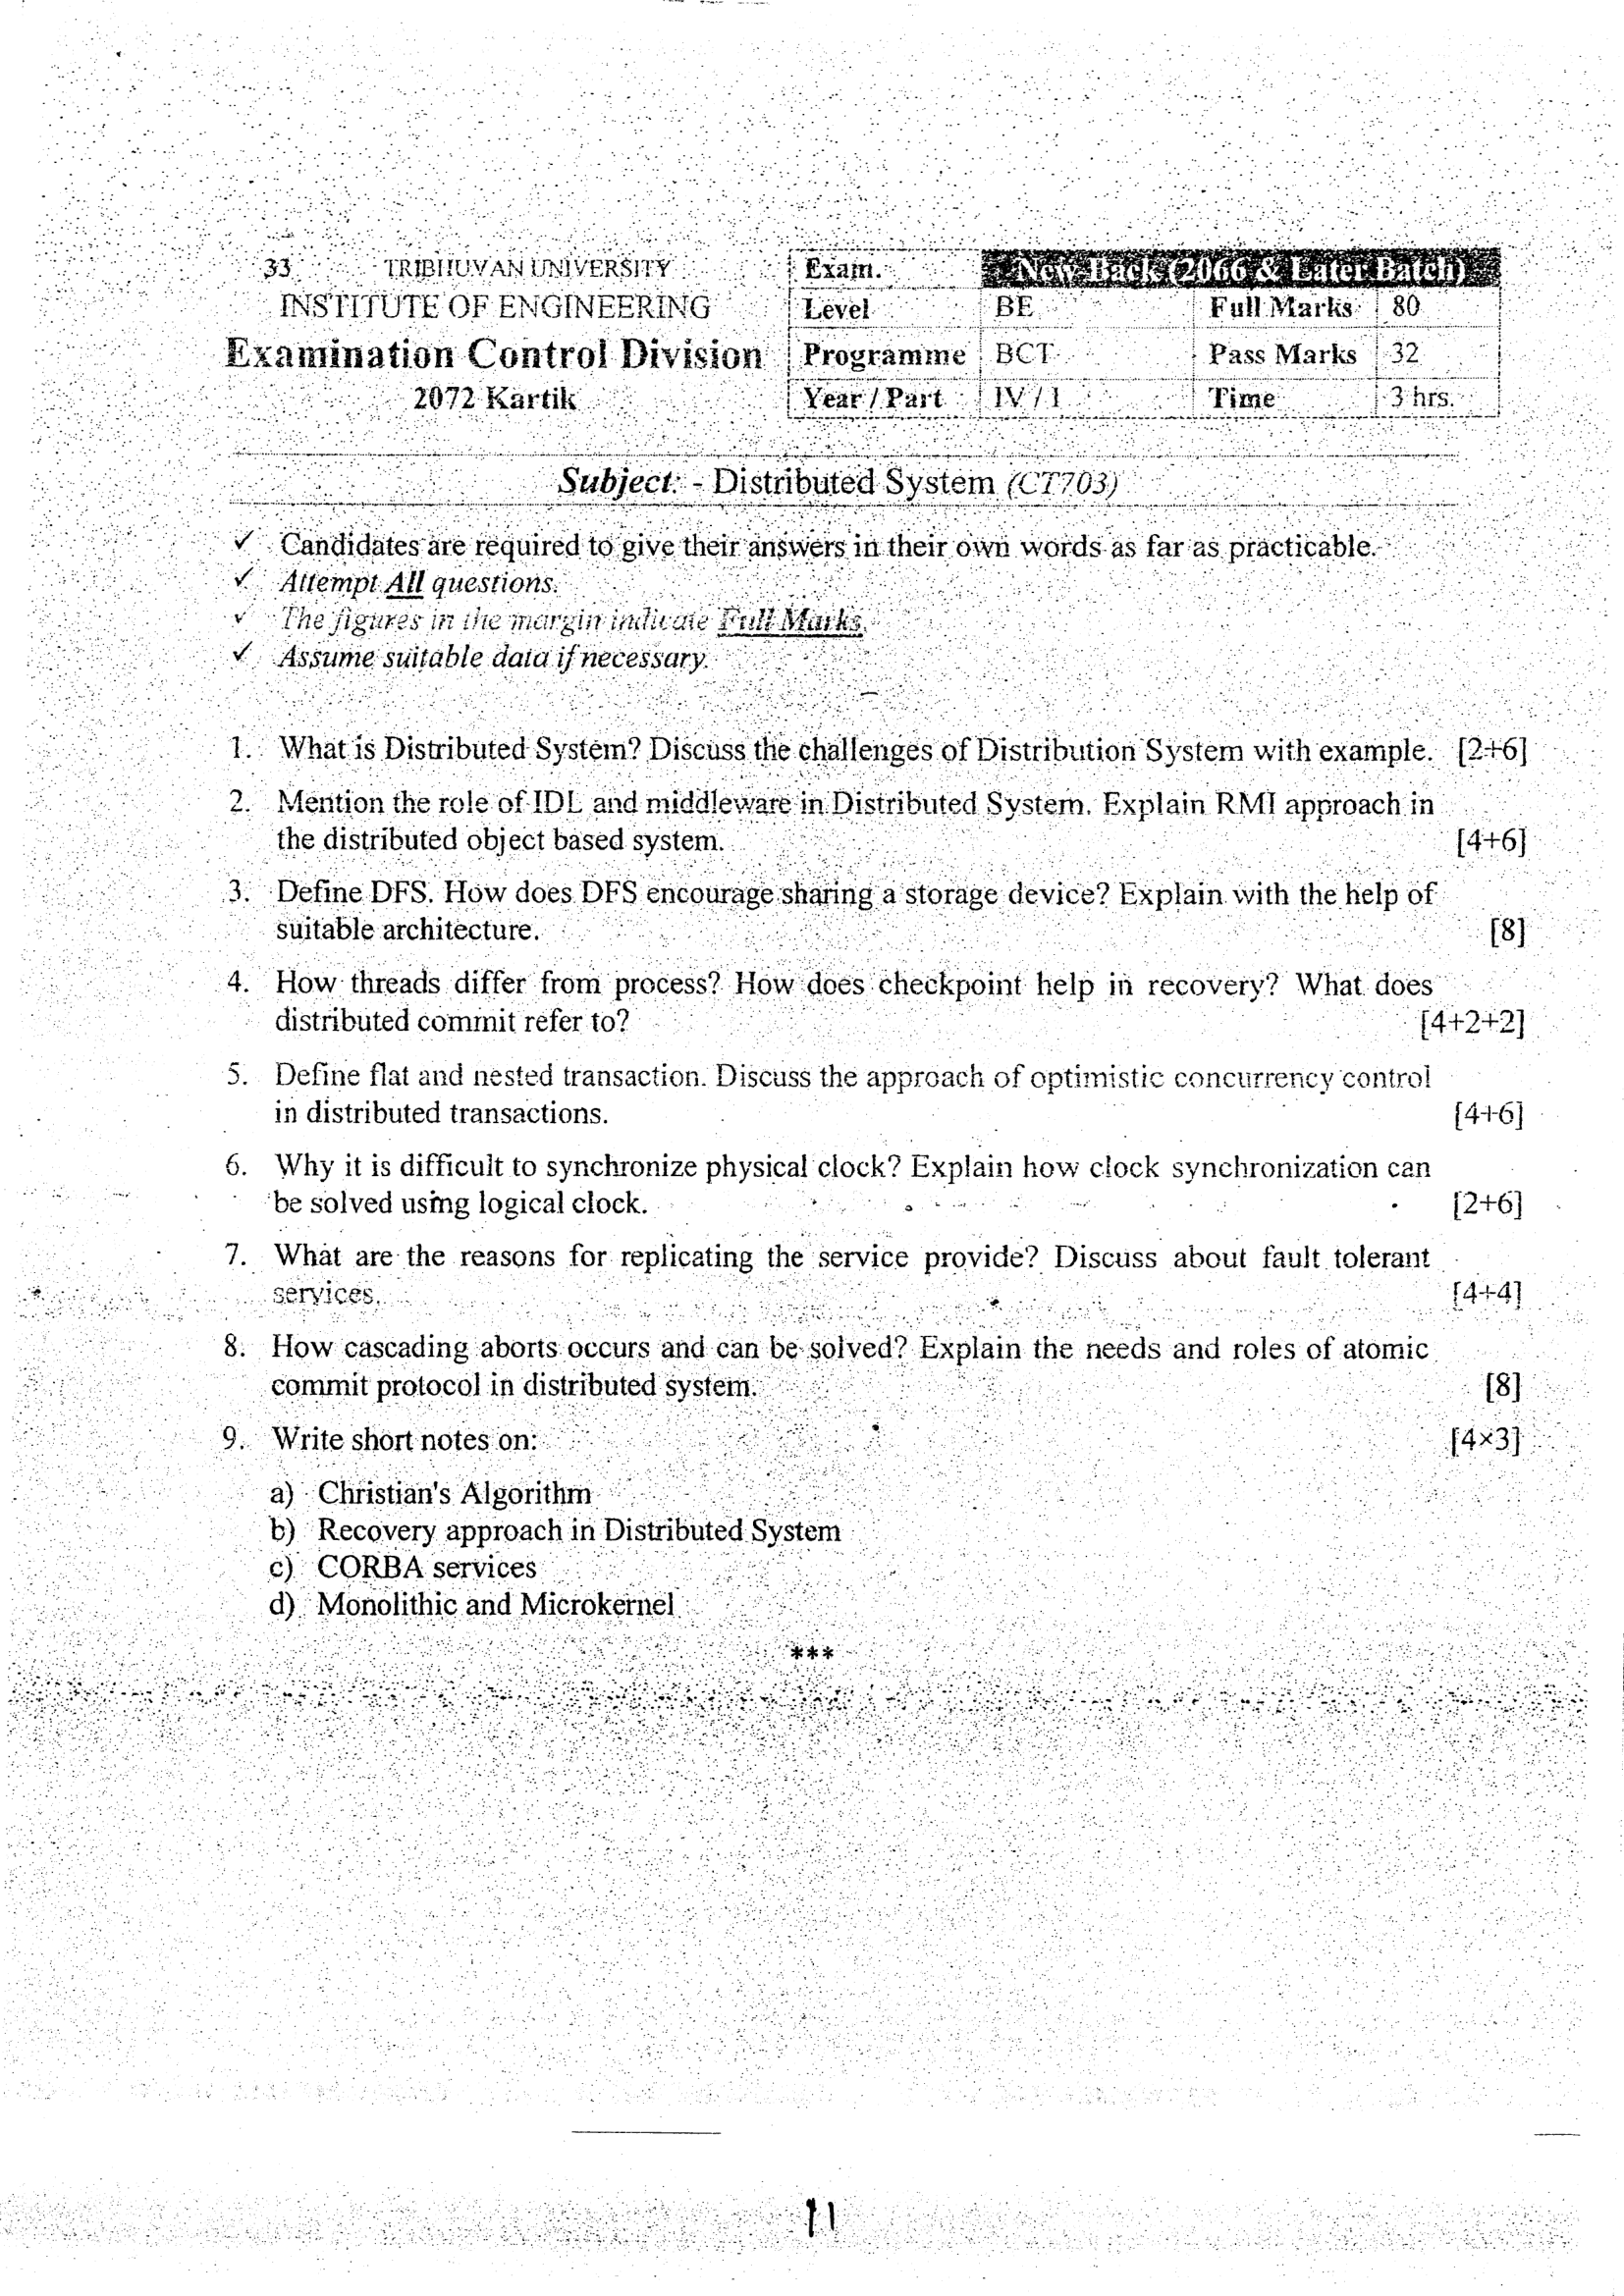 33 TRIBHUVAN UNIVERSITY
INSTITUTE OF ENGINEERING
Examination Control Division
2072 Kartik
Exam. New Back (2066 & Later Batch)
Level BE Full Marks 80
Programme BCT Pass Marks 32
Year / Part IV / I Time 3 hrs.
Subject: - Distributed System (CT703)
✓ Candidates are required to give their answers in their own words as far as practicable.
✓ Attempt All questions.
✓ The figures in the margin indicate Full Marks.
✓ Assume suitable data if necessary.
1. What is Distributed System? Discuss the challenges of Distribution System with example. [2+6]
2. Mention the role of IDL and middleware in Distributed System. Explain RMI approach in
the distributed object based system. [4+6]
3. Define DFS. How does DFS encourage sharing a storage device? Explain with the help of
suitable architecture. [8]
4. How threads differ from process? How does checkpoint help in recovery? What does
distributed commit refer to? [4+2+2]
5. Define flat and nested transaction. Discuss the approach of optimistic concurrency control
in distributed transactions. [4+6]
6. Why it is difficult to synchronize physical clock? Explain how clock synchronization can
be solved using logical clock. [2+6]
7. What are the reasons for replicating the service provide? Discuss about fault tolerant
services. [4+4]
8. How cascading aborts occurs and can be solved? Explain the needs and roles of atomic
commit protocol in distributed system. [8]
9. Write short notes on: [4×3]
a) Christian's Algorithm
b) Recovery approach in Distributed System
c) CORBA services
d) Monolithic and Microkernel
***